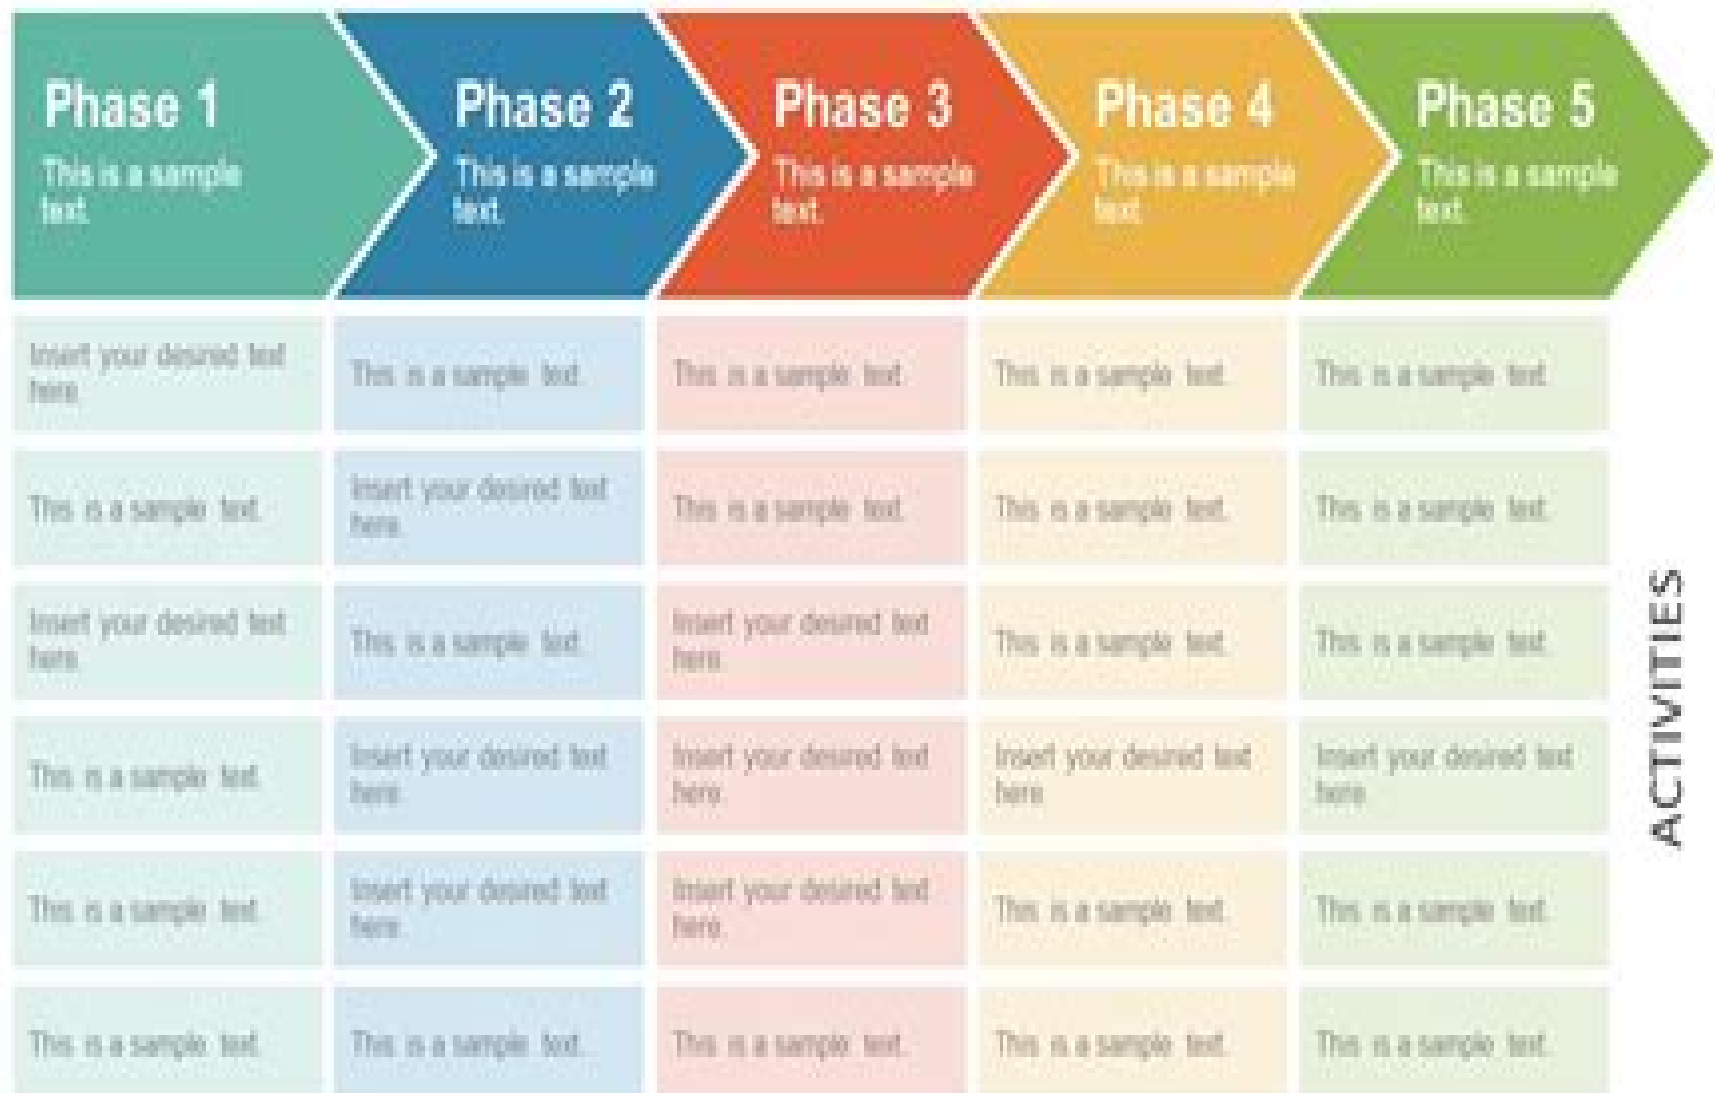 Phase 1
This is a sample
text.
Phase 2
This is a sample
text.
Phase 3
This is a sample
text.
Phase 4
This is a sample
text.
Phase 5
This is a sample
text.
Insert your desired text
here.
This is a sample text.
This is a sample text.
This is a sample text.
This is a sample text.
This is a sample text.
Insert your desired text
here.
This is a sample text.
This is a sample text.
This is a sample text.
Insert your desired text
here.
This is a sample text.
Insert your desired text
here.
This is a sample text.
This is a sample text.
This is a sample text.
Insert your desired text
here.
Insert your desired text
here.
Insert your desired text
here.
Insert your desired text
here.
This is a sample text.
Insert your desired text
here.
Insert your desired text
here.
This is a sample text.
This is a sample text.
This is a sample text.
This is a sample text.
This is a sample text.
This is a sample text.
This is a sample text.
ACTIVITIES